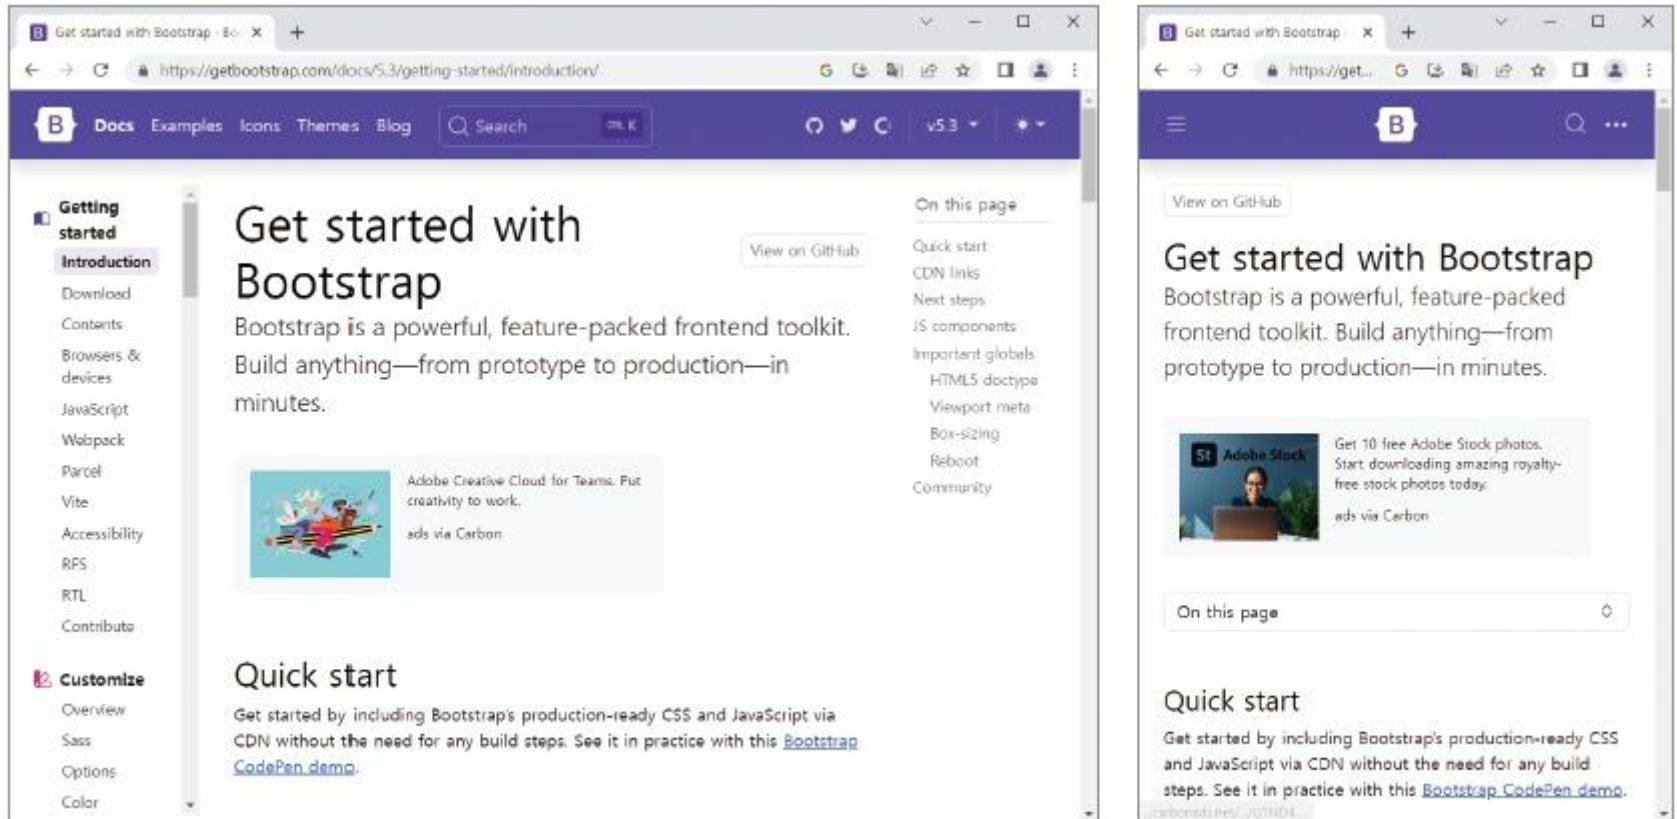 Get started with Bootstrap - Bo
https://getbootstrap.com/docs/5.3/getting-started/introduction/
B Docs Examples Icons Themes Blog Search CTRL K v5.3
Getting
started
Introduction
Download
Contents
Browsers &
devices
JavaScript
Webpack
Parcel
Vite
Accessibility
RFS
RTL
Contribute
Customize
Overview
Sass
Options
Color
Get started with
Bootstrap
View on GitHub
Bootstrap is a powerful, feature-packed frontend toolkit.
Build anything—from prototype to production—in
minutes.
Adobe Creative Cloud for Teams. Put
creativity to work.
ads via Carbon
Quick start
Get started by including Bootstrap's production-ready CSS and JavaScript via
CDN without the need for any build steps. See it in practice with this Bootstrap
CodePen demo.
On this page
Quick start
CDN links
Next steps
JS components
Important globals
HTML5 doctype
Viewport meta
Box-sizing
Reboot
Community
Get started with Bootstrap
https://get...
B
View on GitHub
Get started with Bootstrap
Bootstrap is a powerful, feature-packed
frontend toolkit. Build anything—from
prototype to production—in minutes.
St Adobe Stock
Get 10 free Adobe Stock photos.
Start downloading amazing royalty-
free stock photos today.
ads via Carbon
On this page
Quick start
Get started by including Bootstrap's production-ready CSS
and JavaScript via CDN without the need for any build
steps. See it in practice with this Bootstrap CodePen demo.